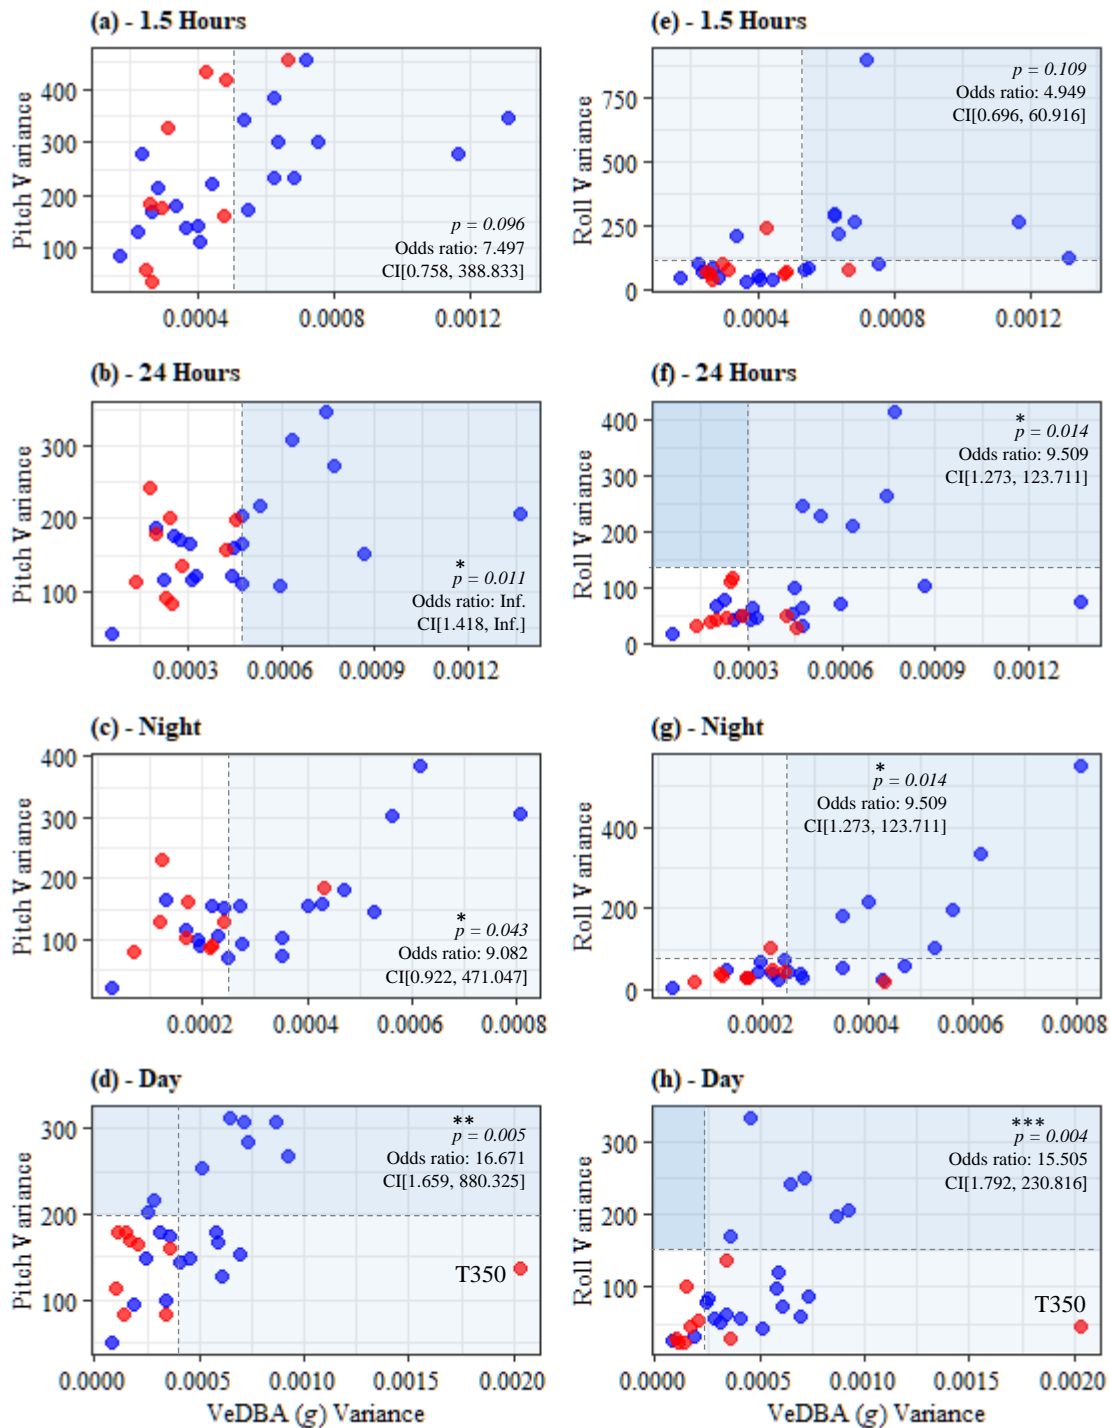 (a) - 1.5 Hours
Pitch Variance
400
300
200
100
p = 0.096
Odds ratio: 7.497
CI[0.758, 388.833]
0.0004 0.0008 0.0012
(e) - 1.5 Hours
Roll Variance
750
500
250
0
p = 0.109
Odds ratio: 4.949
CI[0.696, 60.916]
0.0004 0.0008 0.0012
(b) - 24 Hours
Pitch Variance
300
200
100
*
p = 0.011
Odds ratio: Inf.
CI[1.418, Inf.]
0.0003 0.0006 0.0009 0.0012
(f) - 24 Hours
Roll Variance
400
300
200
100
0
*
p = 0.014
Odds ratio: 9.509
CI[1.273, 123.711]
0.0003 0.0006 0.0009 0.0012
(c) - Night
Pitch Variance
400
300
200
100
*
p = 0.043
Odds ratio: 9.082
CI[0.922, 471.047]
0.0002 0.0004 0.0006 0.0008
(g) - Night
Roll Variance
400
200
0
*
p = 0.014
Odds ratio: 9.509
CI[1.273, 123.711]
0.0002 0.0004 0.0006 0.0008
(d) - Day
Pitch Variance
300
200
100
**
p = 0.005
Odds ratio: 16.671
CI[1.659, 880.325]
T350
0.0000 0.0005 0.0010 0.0015 0.0020
VeDBA (g) Variance
(h) - Day
Roll Variance
300
200
100
0
***
p = 0.004
Odds ratio: 15.505
CI[1.792, 230.816]
T350
0.0000 0.0005 0.0010 0.0015 0.0020
VeDBA (g) Variance